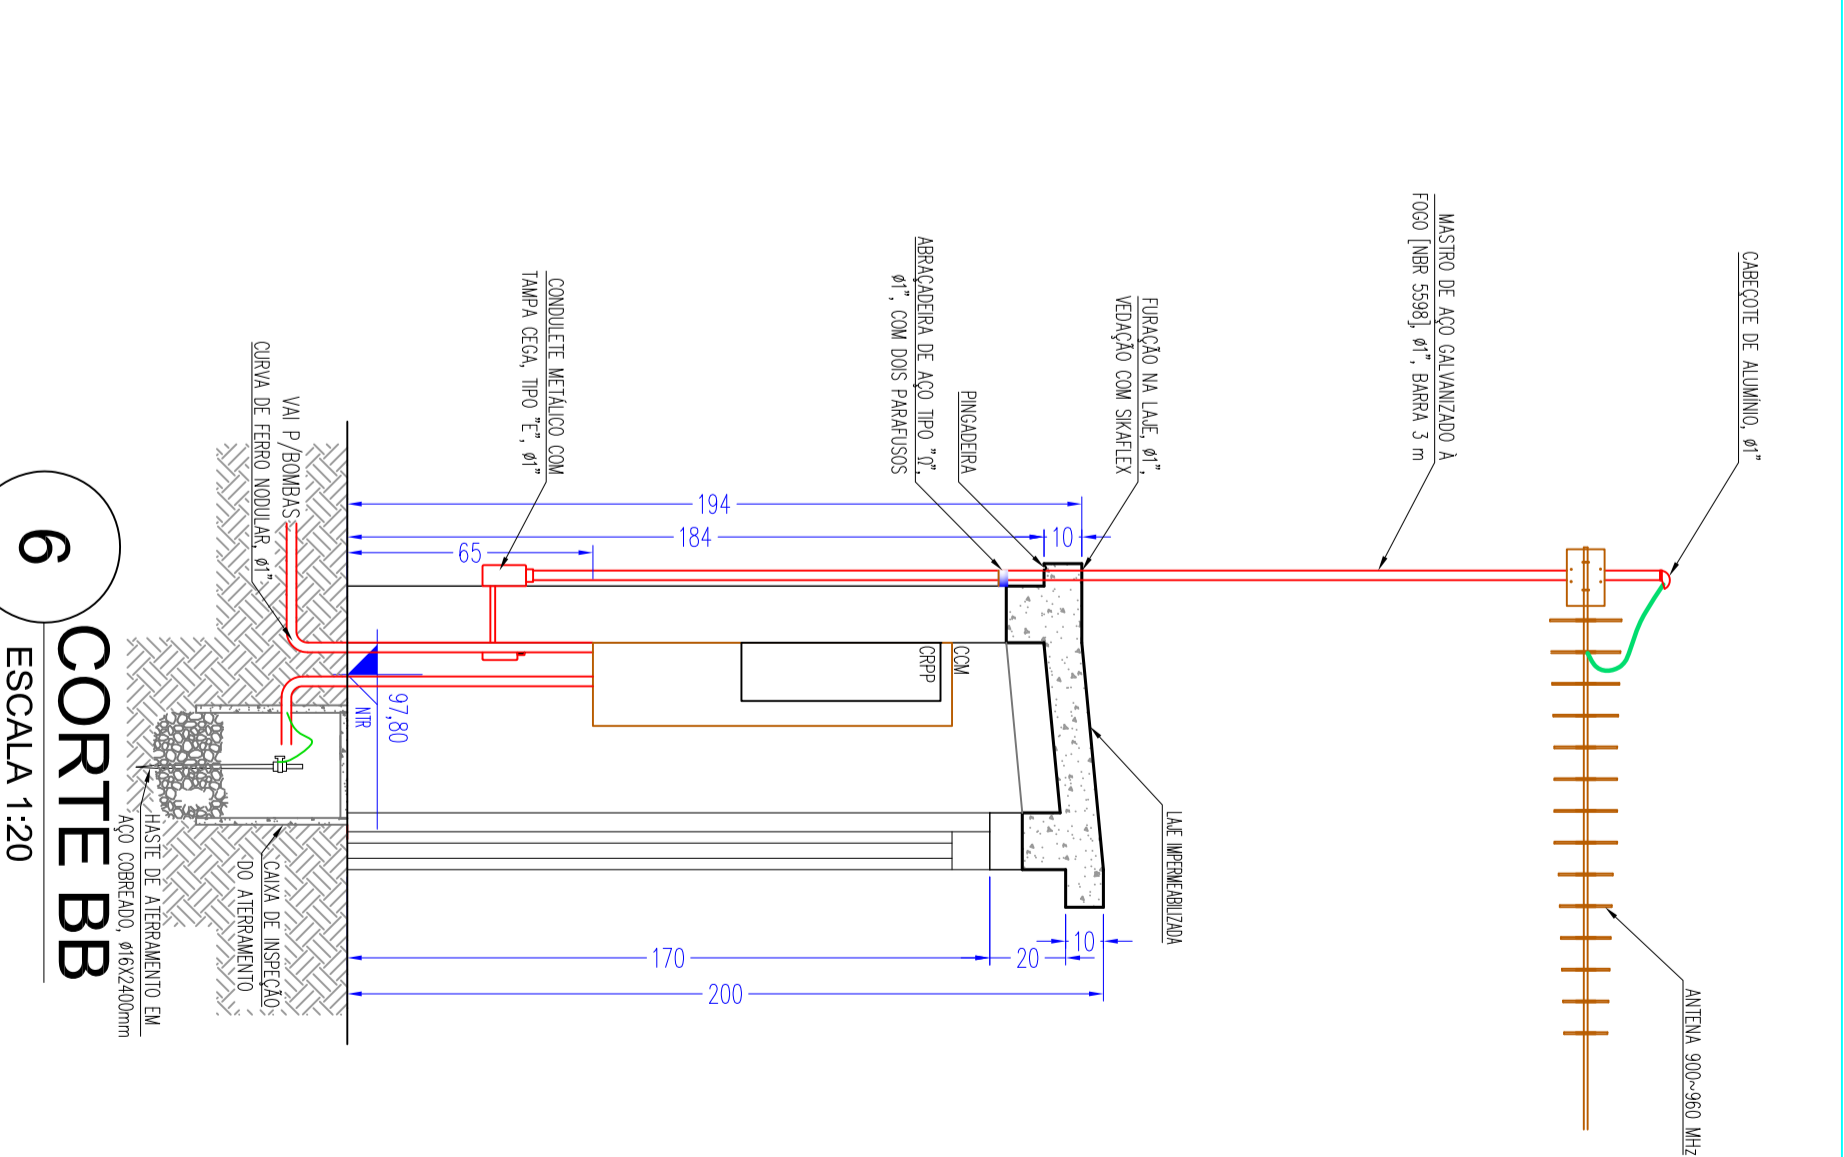 CABEÇOTE DE ALUMÍNIO, ø1"
MASTRO DE AÇO GALVANIZADO À
FOGO [NBR 5598], ø1", BARRA 3 m
ANTENA 900~960 MHz
FURAÇÃO NA LAJE, ø1",
VEDAÇÃO COM SIKAFLEX
LAJE IMPERMEABILIZADA
PINGADEIRA
ABRAÇADEIRA DE AÇO TIPO "Ω",
ø1", COM DOIS PARAFUSOS
CONDULETE METÁLICO COM
TAMPA CEGA, TIPO "E", ø1"
194
184
10
65
CCM
CRPP
10
20
170
200
97,80
NTR
VAI P/BOMBAS
CURVA DE FERRO NODULAR, ø1"
CAIXA DE INSPEÇÃO
DO ATERRAMENTO
HASTE DE ATERRAMENTO EM
AÇO COBREADO, ø16X2400mm
6
CORTE BB
ESCALA 1:20